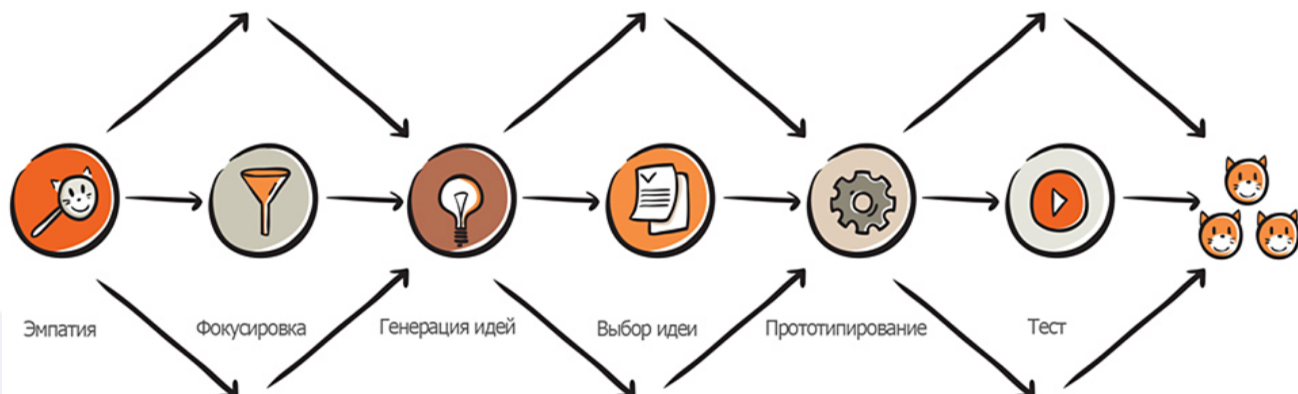 Эмпатия
Фокусировка
Генерация идей
Выбор идеи
Прототипирование
Тест